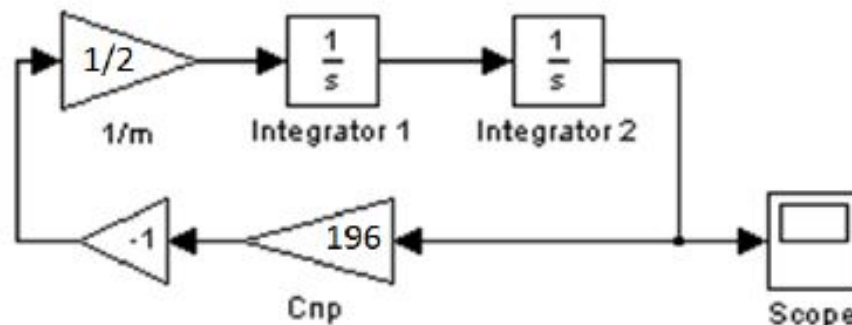 1/2
1/m
1
s
Integrator 1
1
s
Integrator 2
-1
196
Cnp
Scope